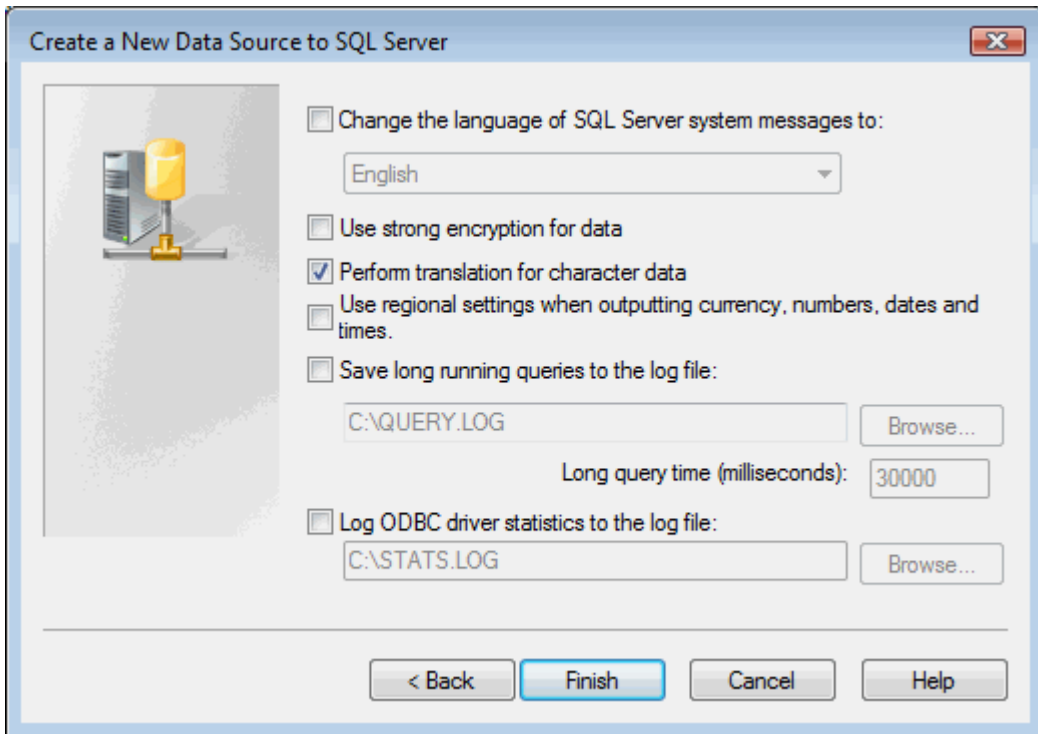 Create a New Data Source to SQL Server
Change the language of SQL Server system messages to:
English
Use strong encryption for data
Perform translation for character data
Use regional settings when outputting currency, numbers, dates and
times.
Save long running queries to the log file:
C:\QUERY.LOG
Browse...
Long query time (milliseconds):
30000
Log ODBC driver statistics to the log file:
C:\STATS.LOG
Browse...
< Back
Finish
Cancel
Help